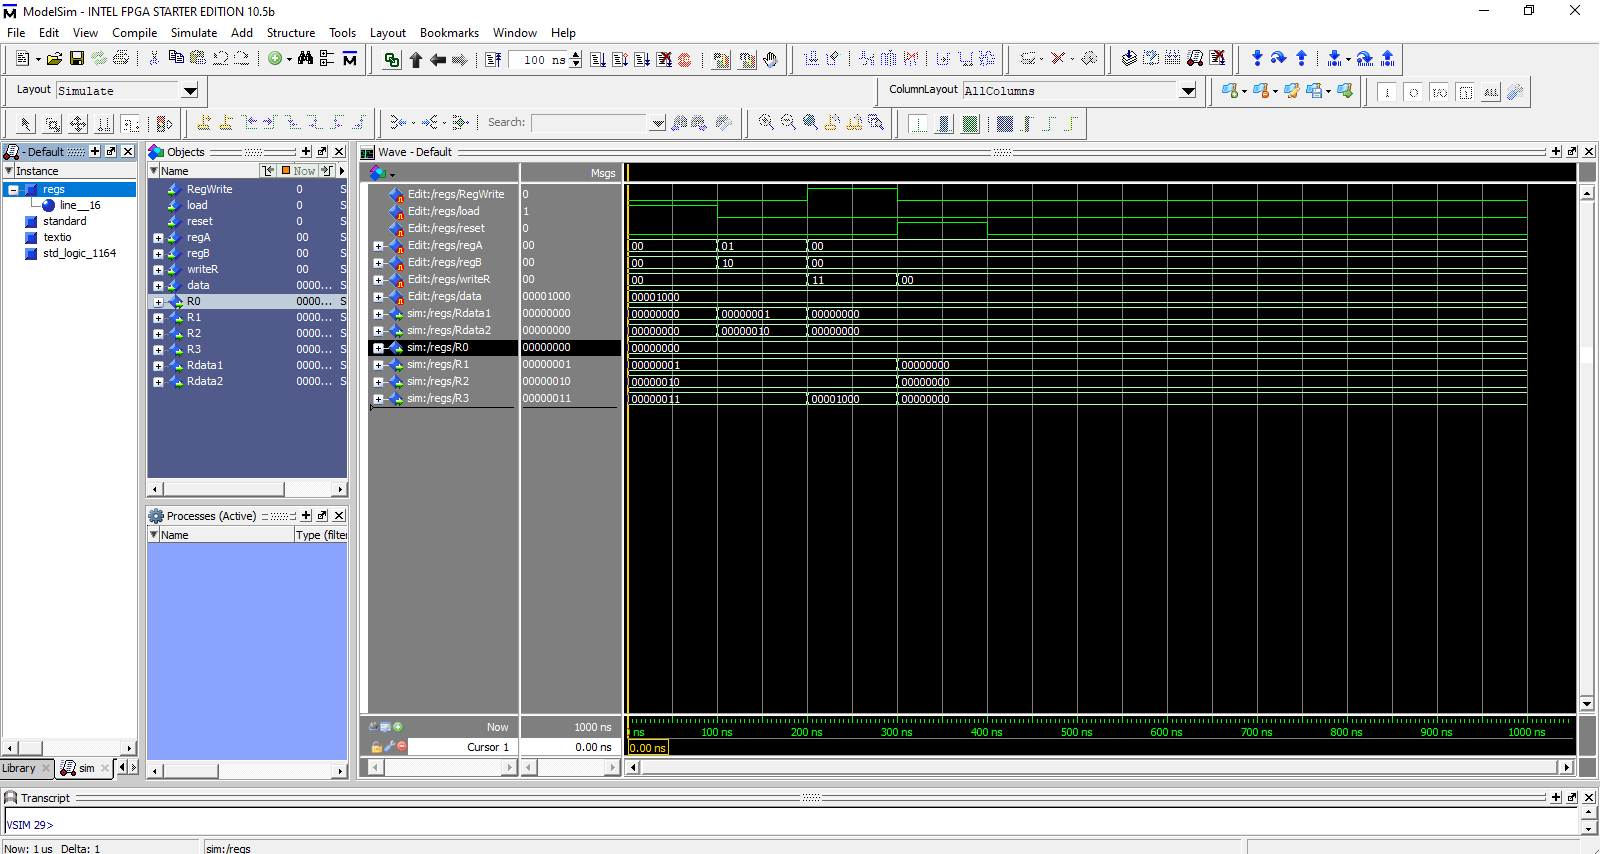 ModelSim - INTEL FPGA STARTER EDITION 10.5b
File Edit View Compile Simulate Add Structure Tools Layout Bookmarks Window Help
100 ns
Layout Simulate
ColumnLayout AllColumns
Search:
- Default
Instance
regs
line__16
standard
textio
std_logic_1164
Library
sim
Objects
Name Now
RegWrite 0 S
load 0 S
reset 0 S
regA 00 S
regB 00 S
writeR 00 S
data 0000... S
R0 0000... S
R1 0000... S
R2 0000... S
R3 0000... S
Rdata1 0000... S
Rdata2 0000... S
Processes (Active)
Name Type (filter
Wave - Default
Msgs
Edit:/regs/RegWrite 0
Edit:/regs/load 1
Edit:/regs/reset 0
Edit:/regs/regA 00 00 01 00
Edit:/regs/regB 00 00 10 00
Edit:/regs/writeR 00 00 11 00
Edit:/regs/data 00001000 00001000
sim:/regs/Rdata1 00000000 00000000 00000001 00000000
sim:/regs/Rdata2 00000000 00000000 00000010 00000000
sim:/regs/R0 00000000 00000000
sim:/regs/R1 00000001 00000001 00000000
sim:/regs/R2 00000010 00000010 00000000
sim:/regs/R3 00000011 00000011 00001000 00000000
Now 1000 ns ns 100 ns 200 ns 300 ns 400 ns 500 ns 600 ns 700 ns 800 ns 900 ns 1000 ns
Cursor 1 0.00 ns 0.00 ns
Transcript
VSIM 29>
Now: 1 us Delta: 1 sim:/regs